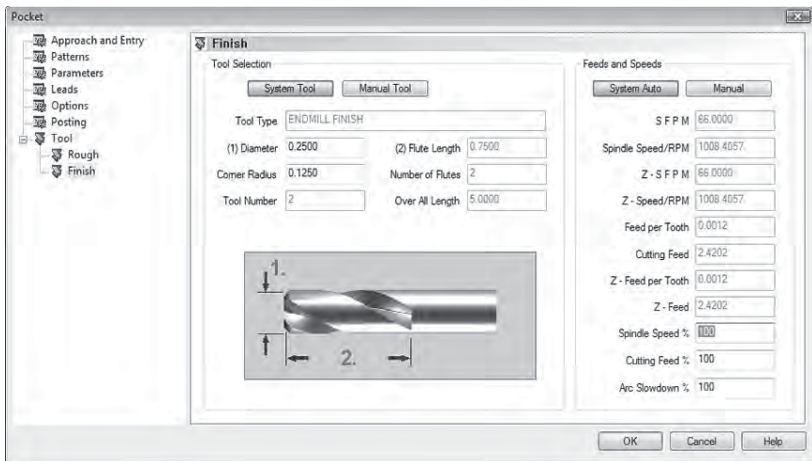 Pocket
Approach and Entry
Patterns
Parameters
Leads
Options
Posting
Tool
Rough
Finish
Finish
Tool Selection
System Tool
Manual Tool
Tool Type
ENDMILL FINISH
(1) Diameter 0.2500
(2) Flute Length 0.7500
Corner Radius 0.1250
Number of Flutes 2
Tool Number 2
Over All Length 5.0000
1.
2.
Feeds and Speeds
System Auto
Manual
S F P M 66.0000
Spindle Speed/RPM 1008.4057
Z - S F P M 66.0000
Z - Speed/RPM 1008.4057
Feed per Tooth 0.0012
Cutting Feed 2.4202
Z - Feed per Tooth 0.0012
Z - Feed 2.4202
Spindle Speed % 100
Cutting Feed % 100
Arc Slowdown % 100
OK
Cancel
Help